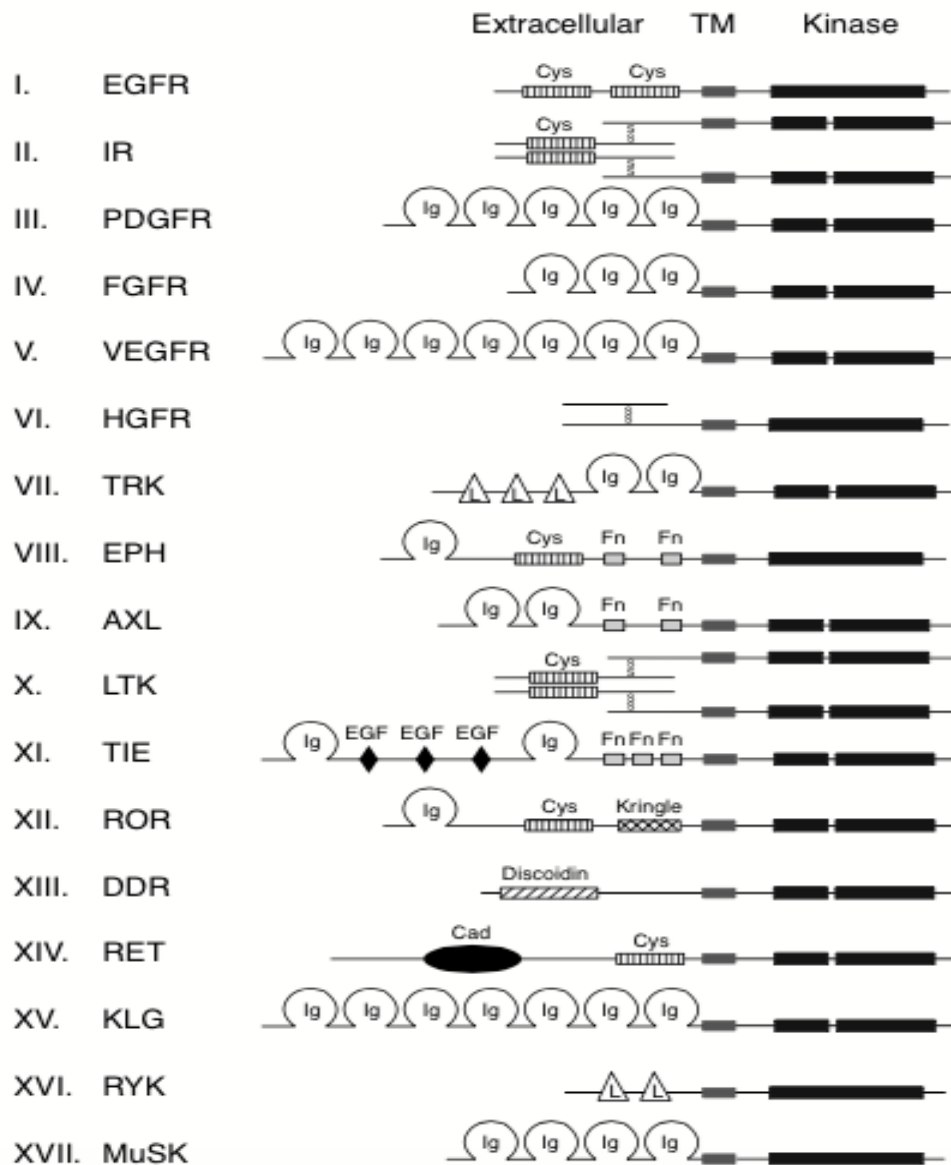 Extracellular TM Kinase
Cys Cys
I. EGFR
Cys
II. IR
Ig Ig Ig Ig Ig
III. PDGFR
Ig Ig Ig
IV. FGFR
Ig Ig Ig Ig Ig Ig Ig
V. VEGFR
VI. HGFR
Ig Ig
VII. TRK L L L
Ig Cys Fn Fn
VIII. EPH
Ig Ig Fn Fn
IX. AXL
Cys
X. LTK
Ig EGF EGF EGF Ig Fn Fn Fn
XI. TIE
Ig Cys Kringle
XII. ROR
Discoidin
XIII. DDR
Cad Cys
XIV. RET
Ig Ig Ig Ig Ig Ig Ig
XV. KLG
XVI. RYK L L
Ig Ig Ig Ig
XVII. MuSK